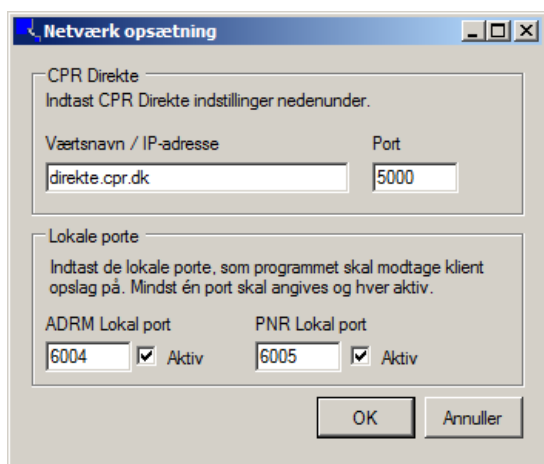 Netværk opsætning
CPR Direkte
Indtast CPR Direkte indstillinger nedenunder.
Værtsnavn / IP-adresse Port
direkte.cpr.dk 5000
Lokale porte
Indtast de lokale porte, som programmet skal modtage klient
opslag på. Mindst én port skal angives og hver aktiv.
ADRM Lokal port PNR Lokal port
6004 Aktiv 6005 Aktiv
OK Annuller